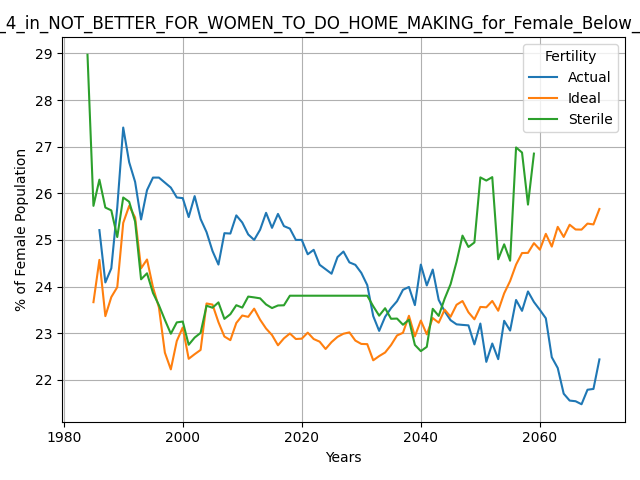 _4_in_NOT_BETTER_FOR_WOMEN_TO_DO_HOME_MAKING_for_Female_Below_
Fertility
Actual
Ideal
Sterile
% of Female Population
29
28
27
26
25
24
23
22
1980
2000
2020
2040
2060
Years